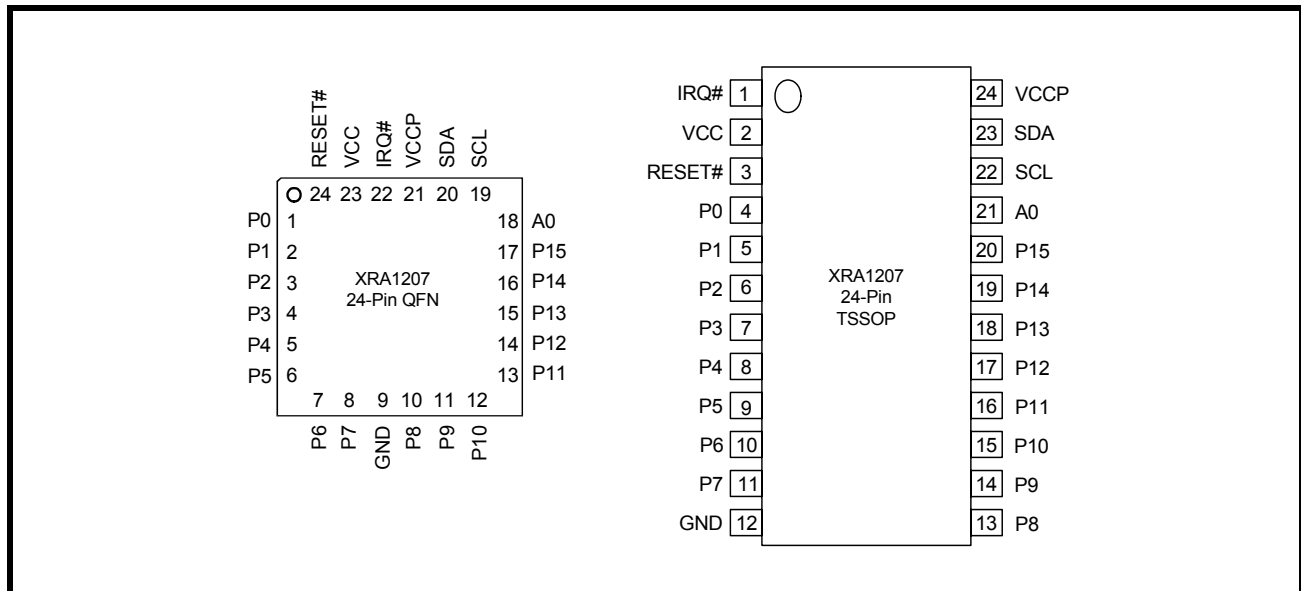 RESET#
VCC
IRQ#
VCCP
SDA
SCL
24 23 22 21 20 19
P0 1
P1 2
P2 3
P3 4
P4 5
P5 6
XRA1207
24-Pin QFN
18 A0
17 P15
16 P14
15 P13
14 P12
13 P11
7 8 9 10 11 12
P6
P7
GND
P8
P9
P10
IRQ# 1
VCC 2
RESET# 3
P0 4
P1 5
P2 6
P3 7
P4 8
P5 9
P6 10
P7 11
GND 12
XRA1207
24-Pin
TSSOP
24 VCCP
23 SDA
22 SCL
21 A0
20 P15
19 P14
18 P13
17 P12
16 P11
15 P10
14 P9
13 P8